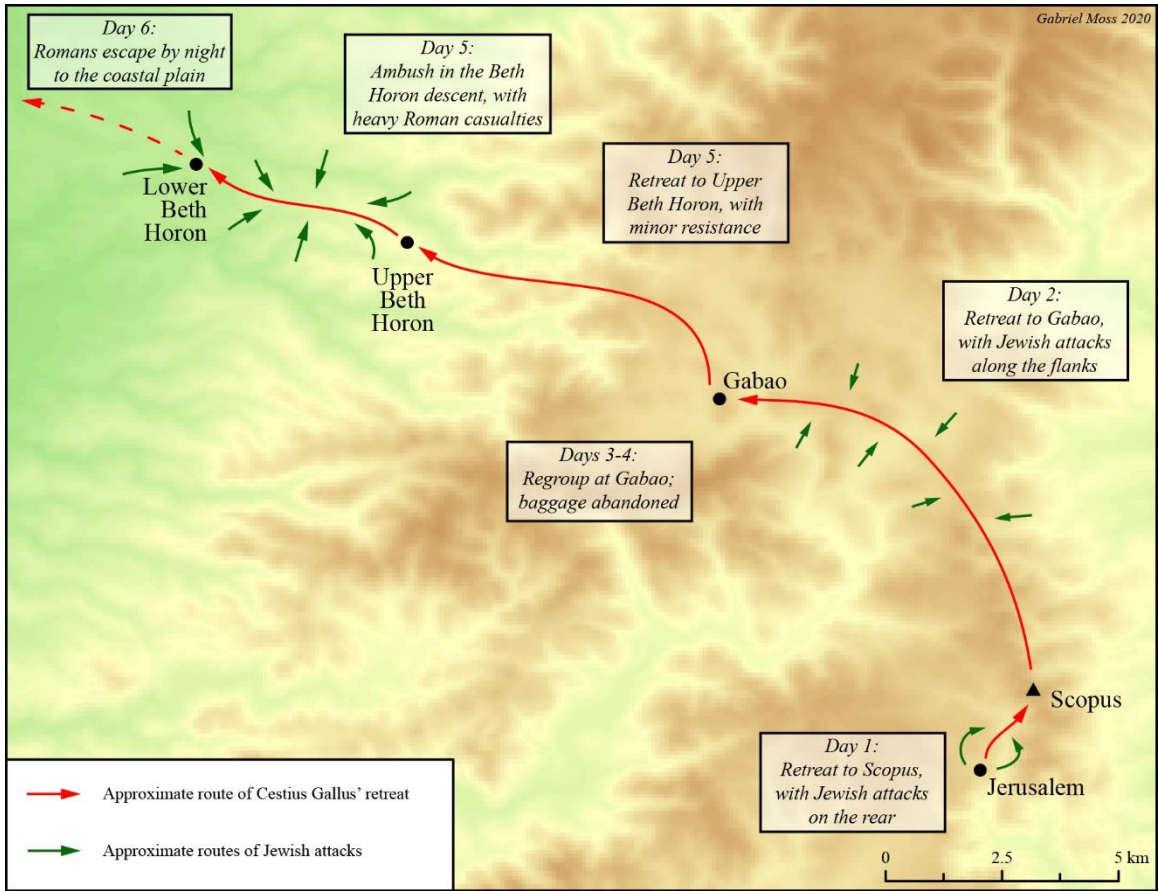 Gabriel Moss 2020
Day 6:
Romans escape by night
to the coastal plain
Day 5:
Ambush in the Beth
Horon descent, with
heavy Roman casualties
Day 5:
Retreat to Upper
Beth Horon, with
minor resistance
Lower
Beth
Horon
Upper
Beth
Horon
Day 2:
Retreat to Gabao,
with Jewish attacks
along the flanks
Gabao
Days 3-4:
Regroup at Gabao;
baggage abandoned
Scopus
Day 1:
Retreat to Scopus,
with Jewish attacks
on the rear
Jerusalem
Approximate route of Cestius Gallus’ retreat
Approximate routes of Jewish attacks
0 2.5 5 km